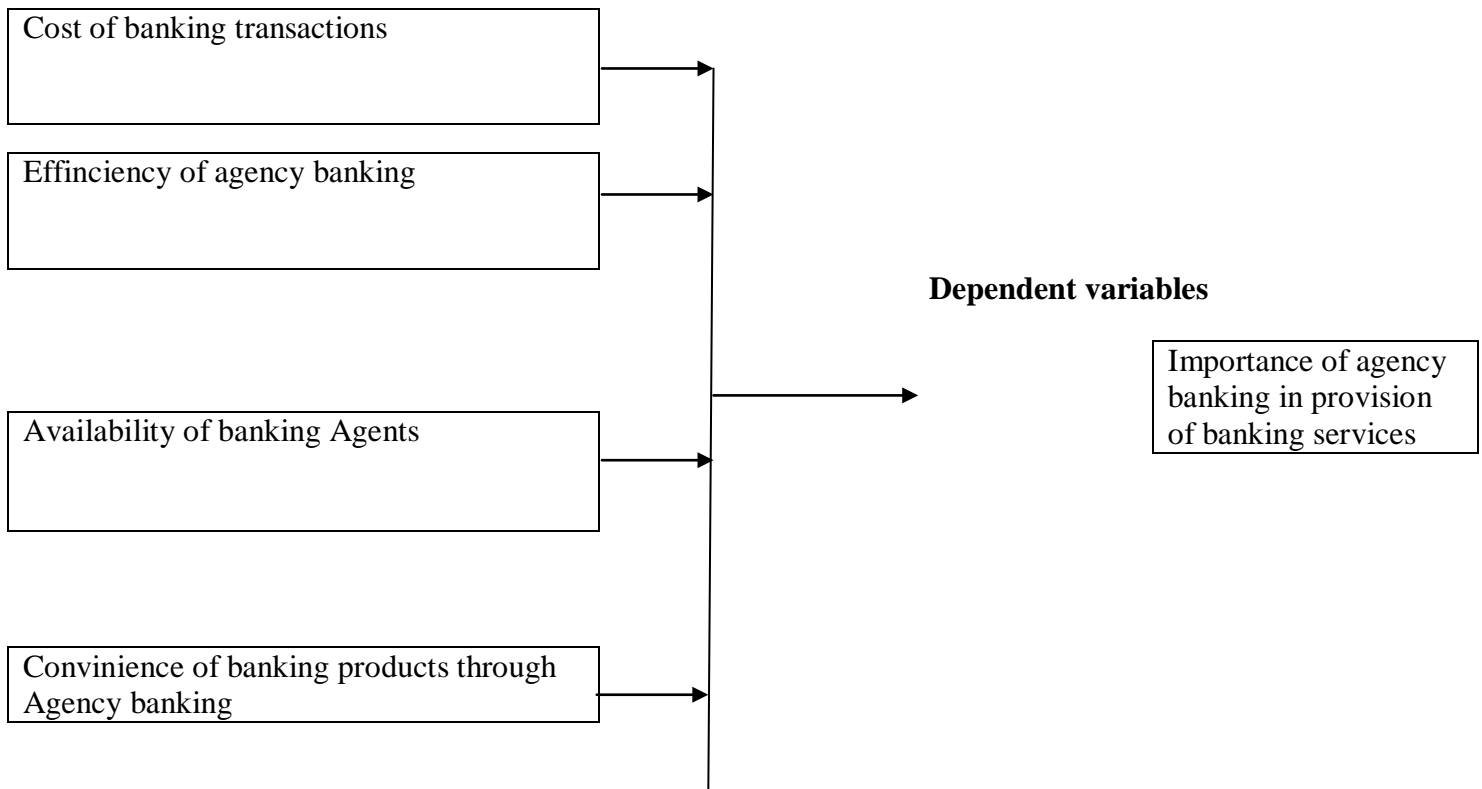 Cost of banking transactions
Effinciency of agency banking
Dependent variables
Importance of agency
banking in provision
of banking services
Availability of banking Agents
Convinience of banking products through
Agency banking